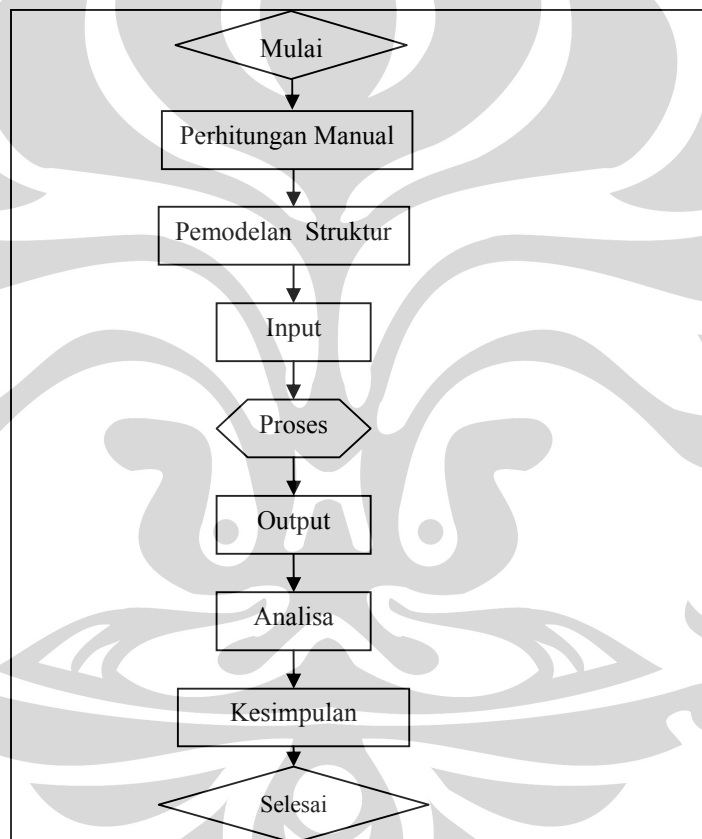 Mulai
Perhitungan Manual
Pemodelan Struktur
Input
Proses
Output
Analisa
Kesimpulan
Selesai